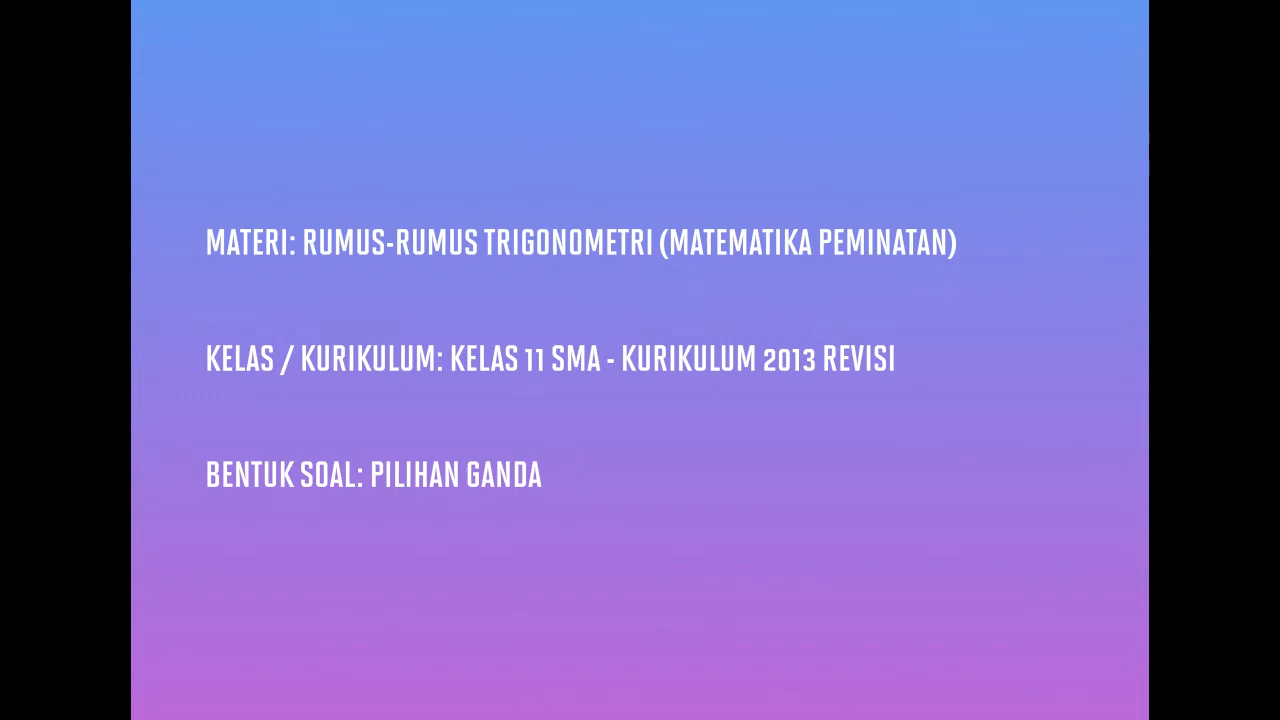 MATERI: RUMUS-RUMUS TRIGONOMETRI (MATEMATIKA PEMINATAN)
KELAS / KURIKULUM: KELAS 11 SMA - KURIKULUM 2013 REVISI
BENTUK SOAL: PILIHAN GANDA